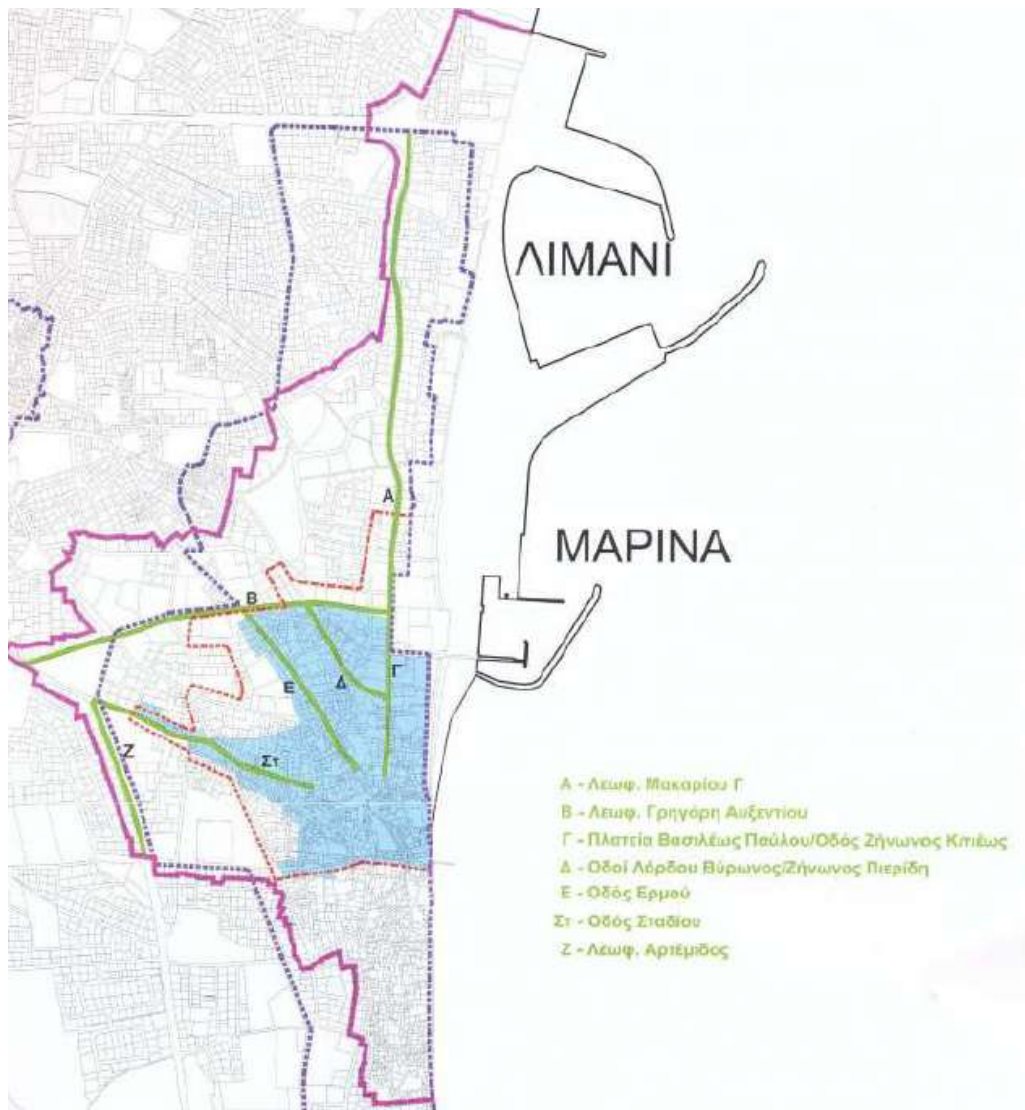 ΛΙΜΑΝΙ
Α
ΜΑΡΙΝΑ
Β
Γ
Δ
Ε
Ζ
Στ
Α - Λεωφ. Μακαρίου Γ
Β - Λεωφ. Γρηγόρη Αυξεντίου
Γ - Πλατεία Βασιλέως Παύλου/Οδός Ζήνωνος Κιτιέως
Δ - Οδοί Λόρδου Βύρωνος/Ζήνωνος Πιερίδη
Ε - Οδός Ερμού
Στ - Οδός Σταδίου
Ζ - Λεωφ. Αρτέμιδος